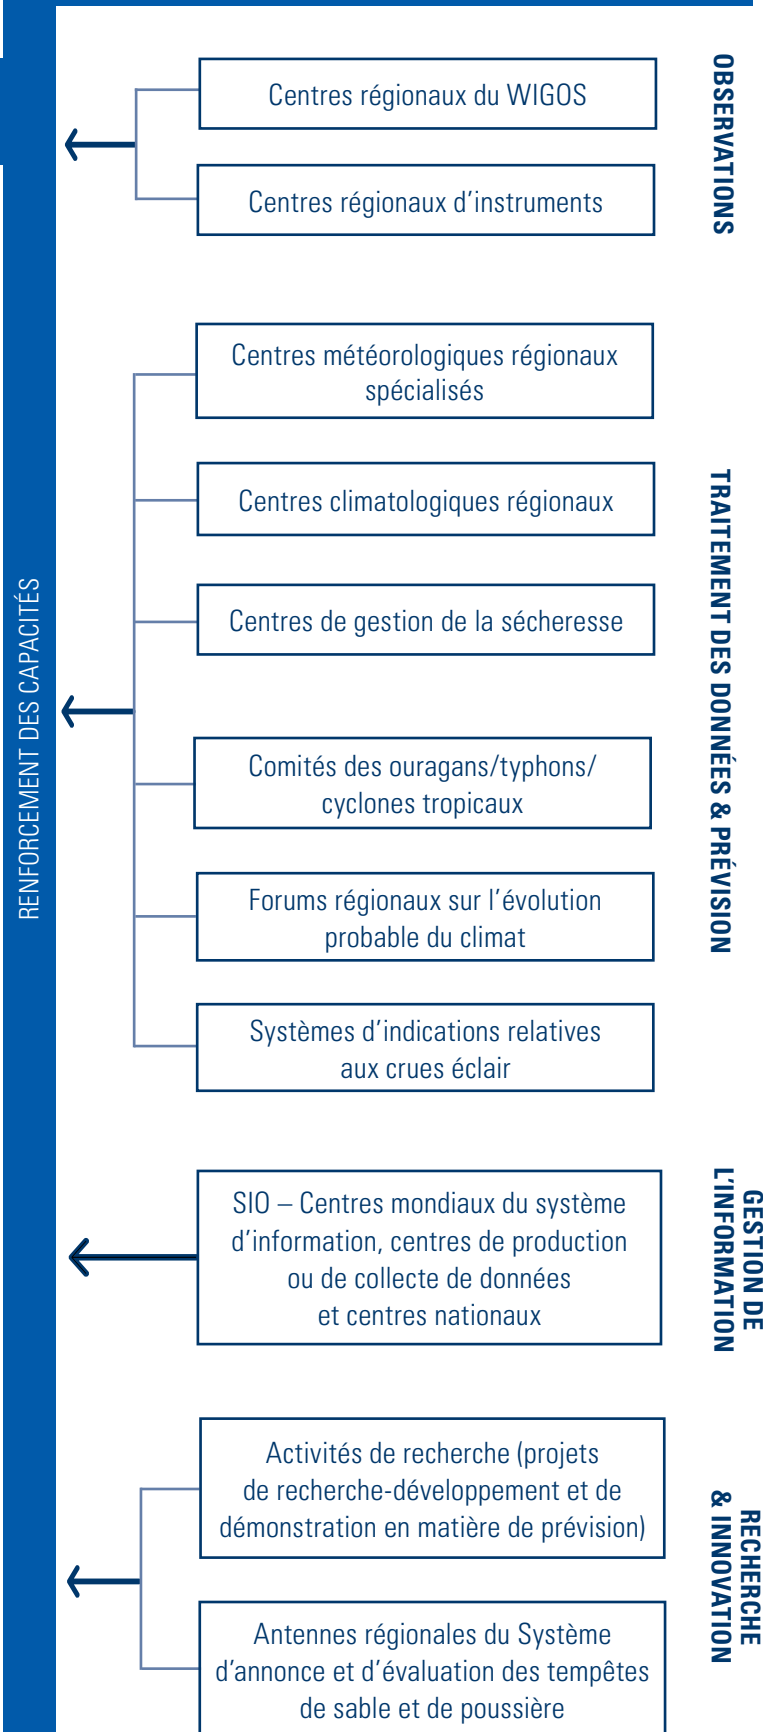 RENFORCEMENT DES CAPACITÉS
OBSERVATIONS
Centres régionaux du WIGOS
Centres régionaux d'instruments
TRAITEMENT DES DONNÉES & PRÉVISION
Centres météorologiques régionaux
spécialisés
Centres climatologiques régionaux
Centres de gestion de la sécheresse
Comités des ouragans/typhons/
cyclones tropicaux
Forums régionaux sur l'évolution
probable du climat
Systèmes d'indications relatives
aux crues éclair
GESTION DE
L'INFORMATION
SIO – Centres mondiaux du système
d'information, centres de production
ou de collecte de données
et centres nationaux
RECHERCHE
& INNOVATION
Activités de recherche (projets
de recherche-développement et de
démonstration en matière de prévision)
Antennes régionales du Système
d'annonce et d'évaluation des tempêtes
de sable et de poussière